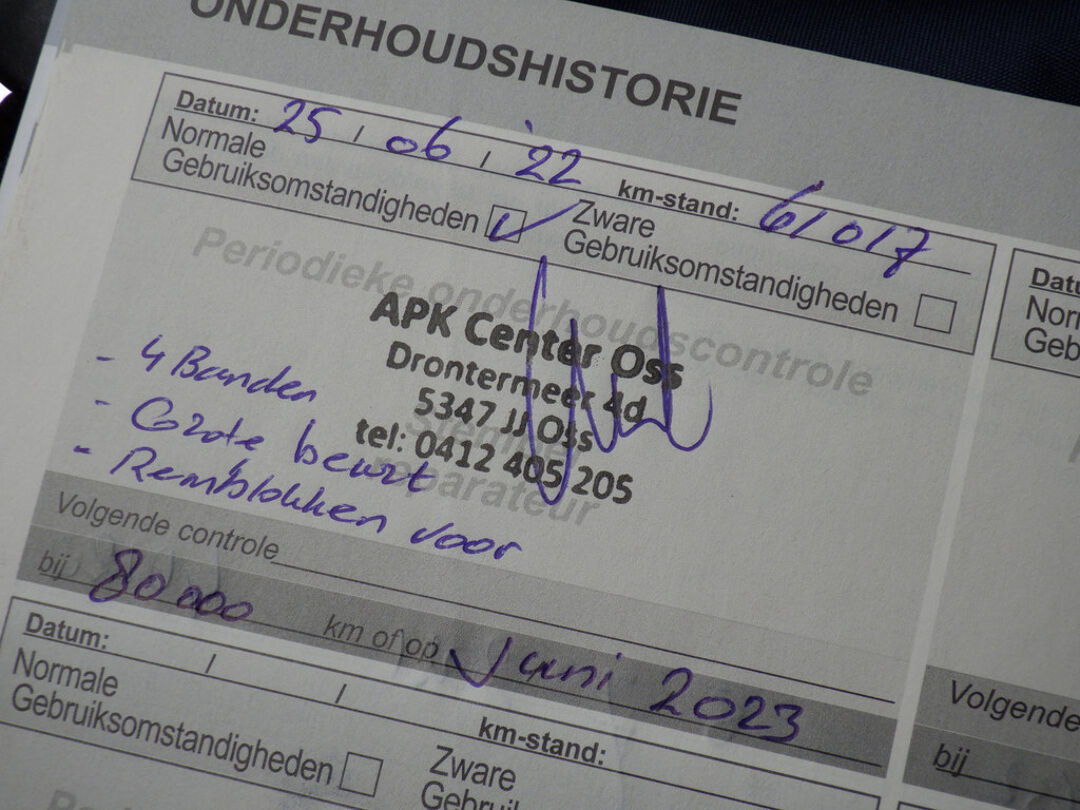 ONDERHOUDSHISTORIE
Datum: 25 / 06 / '22 km-stand: 61017
Normale
Gebruiksomstandigheden
Zware
Gebruiksomstandigheden
Periodieke onderhoudscontrole
Stempel
reparateur
APK Center Oss
Drontermeer 4d
5347 JJ Oss
tel: 0412 405 205
- 4 Banden
- Grote beurt
- Remblokken voor
Volgende controle
bij 80 000 km of op Juni 2023
Datum: / / km-stand:
Normale
Gebruiksomstandigheden
Zware
Volgende
bij